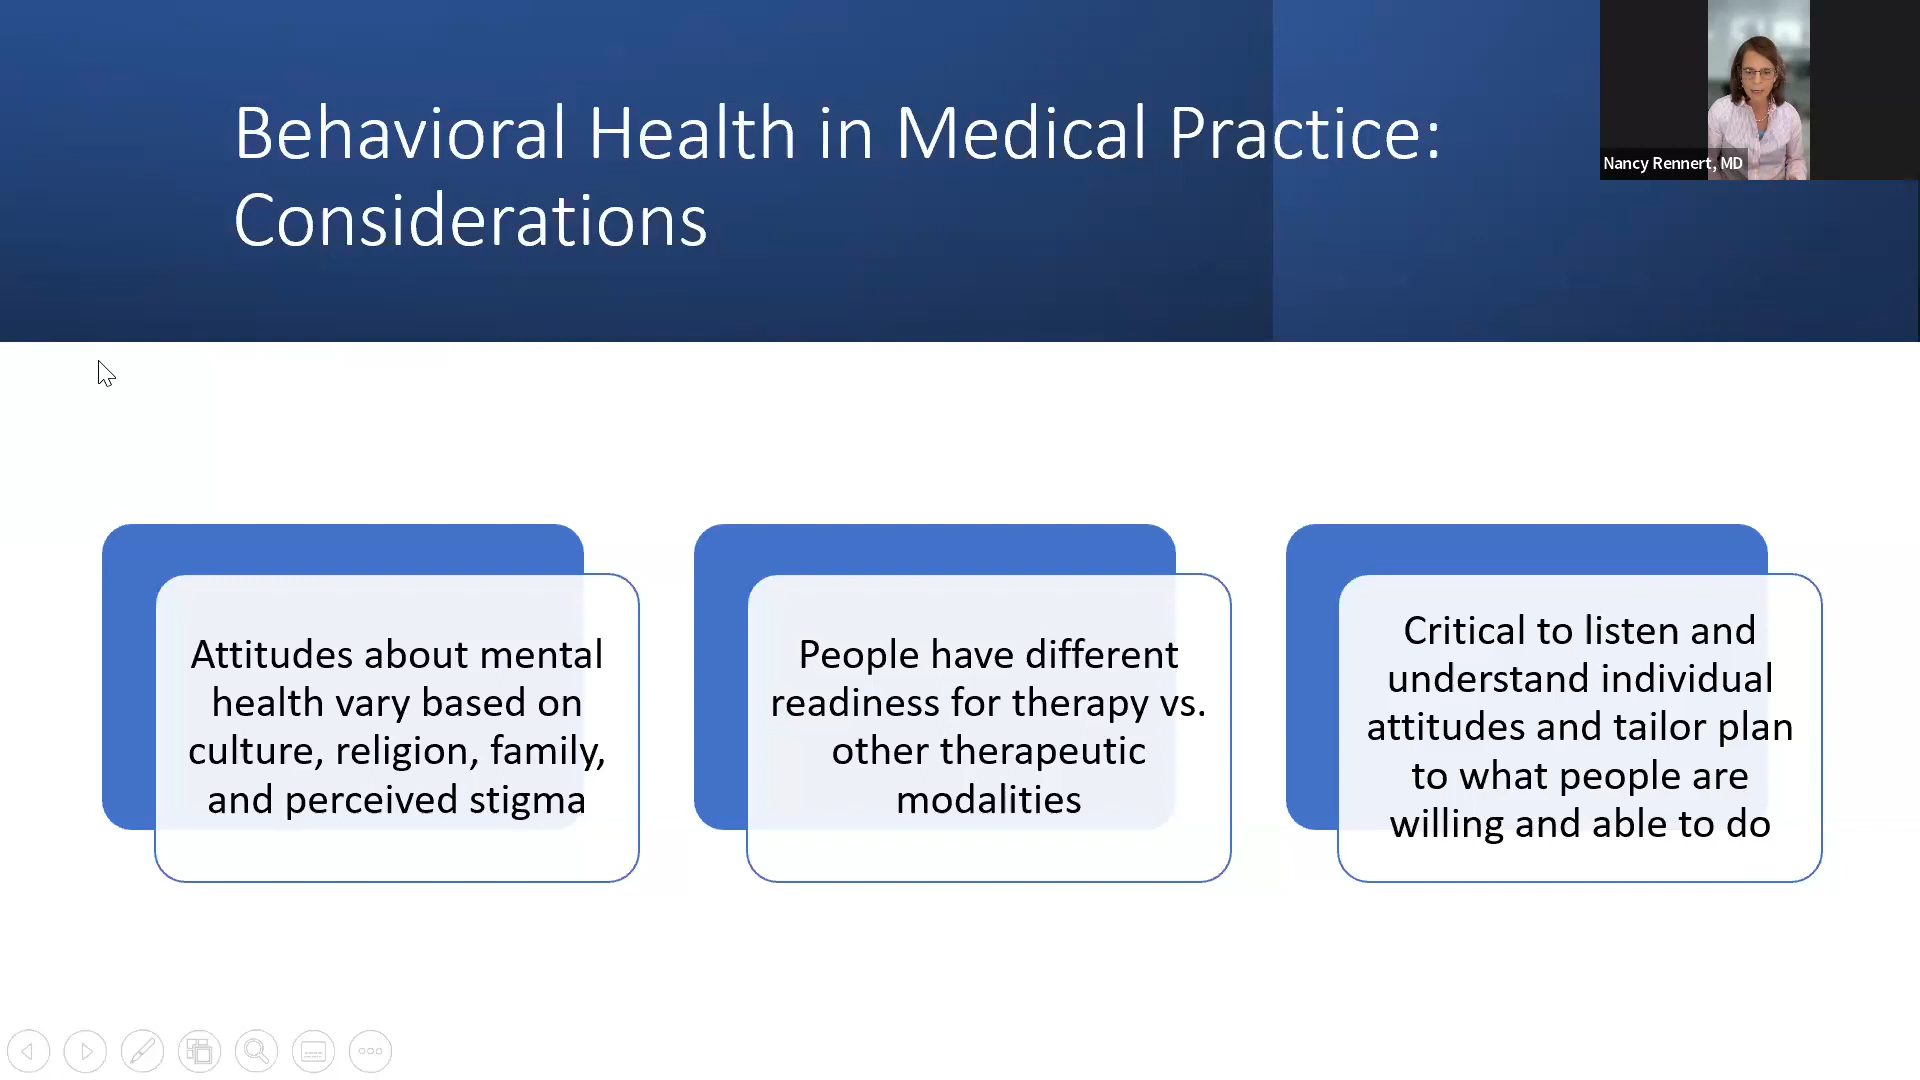 Behavioral Health in Medical Practice:
Considerations
Nancy Rennert, MD
Attitudes about mental
health vary based on
culture, religion, family,
and perceived stigma
People have different
readiness for therapy vs.
other therapeutic
modalities
Critical to listen and
understand individual
attitudes and tailor plan
to what people are
willing and able to do